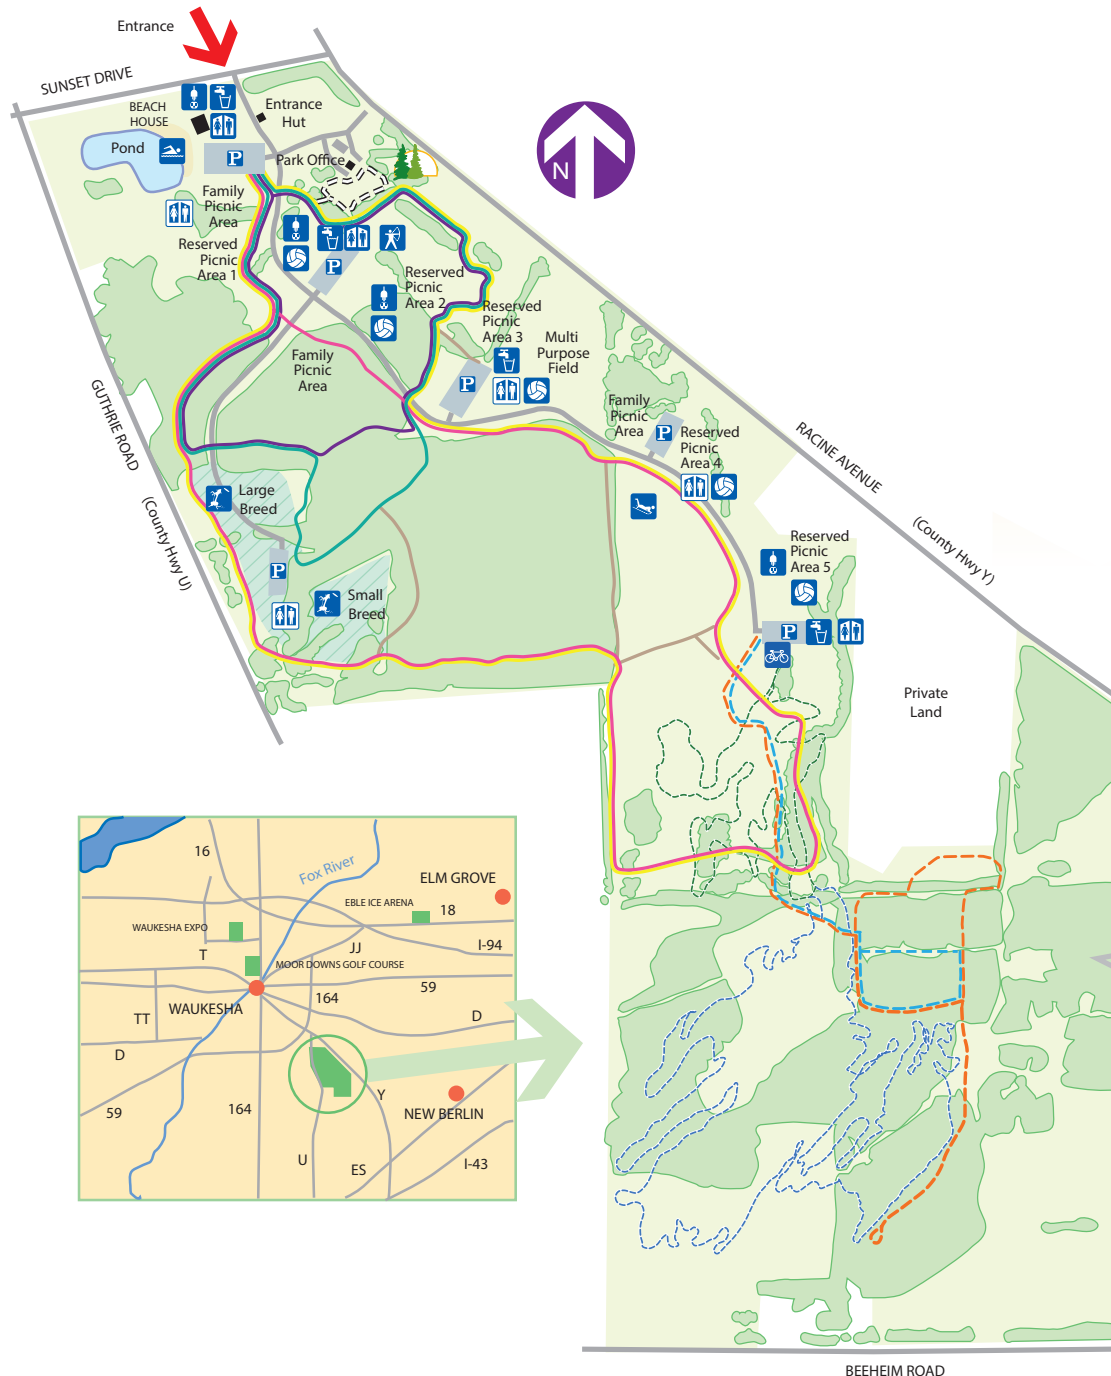 Entrance
SUNSET DRIVE
BEACH
HOUSE
Entrance
Hut
Pond
P
Park Office
N
Family
Picnic
Area
Reserved
Picnic
Area 1
P
Reserved
Picnic
Area 2
Reserved
Picnic
Area 3
Multi
Purpose
Field
Family
Picnic
Area
P
Family
Picnic
Area
P
Reserved
Picnic
Area 4
RACINE AVENUE
(County Hwy Y)
GUTHRIE ROAD
(County Hwy U)
Large
Breed
P
Small
Breed
Reserved
Picnic
Area 5
P
Private
Land
16
Fox River
ELM GROVE
EBLE ICE ARENA
18
WAUKESHA EXPO
T
JJ
I-94
MOOR DOWNS GOLF COURSE
WAUKESHA
164
59
TT
D
D
59
164
Y
NEW BERLIN
U
ES
I-43
BEEHEIM ROAD